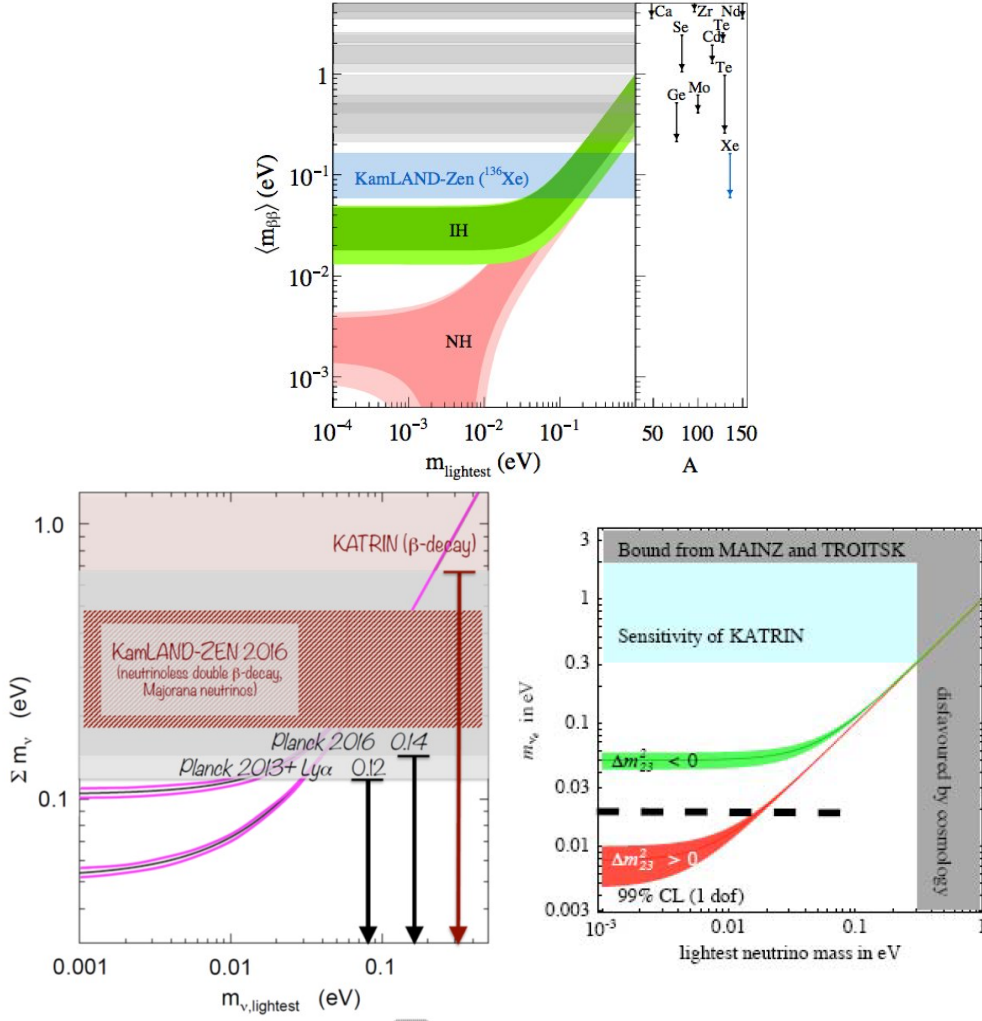 Ca Zr Nd
Se Te
Cd
Te
Ge Mo
Xe
1
10⁻¹
10⁻²
10⁻³
⟨mββ⟩ (eV)
KamLAND-Zen (¹³⁶Xe)
IH
NH
10⁻⁴ 10⁻³ 10⁻² 10⁻¹
50 100 150
mlightest (eV)
A
1.0
0.1
Σ mν (eV)
KATRIN (β-decay)
KamLAND-ZEN 2016
(neutrinoless double β-decay,
Majorana neutrinos)
Planck 2016 0.14
Planck 2013+ Lyα 0.12
0.001 0.01 0.1
mν,lightest (eV)
3
1
0.3
0.1
0.03
0.01
0.003
mνe in eV
Bound from MAINZ and TROITSK
Sensitivity of KATRIN
disfavoured by cosmology
Δm²₂₃ < 0
Δm²₂₃ > 0
99% CL (1 dof)
10⁻³ 0.01 0.1 1
lightest neutrino mass in eV